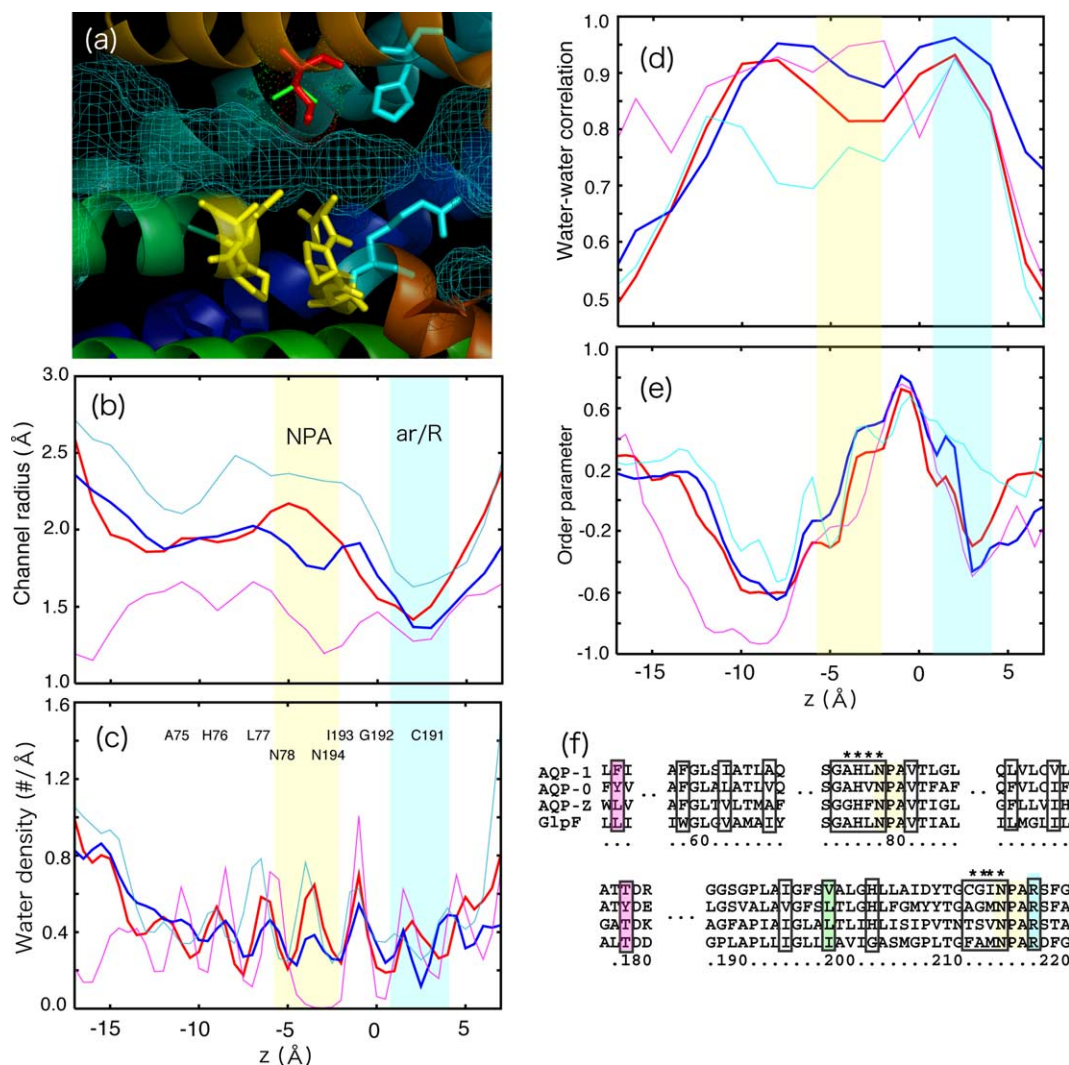 (a)
(b)
NPA
ar/R
3.0
2.5
2.0
1.5
1.0
Channel radius (Å)
(c)
A75 H76 L77 I193 G192 C191
N78 N194
1.6
1.2
0.8
0.4
0.0
Water density (#/Å)
-15 -10 -5 0 5
z (Å)
(d)
1.0
0.9
0.8
0.7
0.6
0.5
Water-water correlation
(e)
1.0
0.6
0.2
-0.2
-0.6
-1.0
Order parameter
-15 -10 -5 0 5
z (Å)
(f)
****
AQP-1 LFI .. AFGLSIATLAQ .. SGAHLNPAVTLGL .. QLVLCVL
AQP-0 FYV .. AFGLALATLVQ .. SGAHVNPAVTFAF .. QFVLCIF
AQP-Z WLV .. AFGLTVLTMAF .. SGGHFNPAVTIGL .. GFLLVIH
GlpF LLI IWLGVAMAIY SGAHLNPAVTIAL ILMGLIL
.... ..60....... ......80.....
****
ATTDR GGSGPLAIGFSVALGHLLAIDYTGCGINPARSFG
ATYDE ... LGSVALAVGFSLTLGHLFGMYYTGAGMNPARSFA
GATDK AGFAPIAIGLALTLIHLISIPVTNTSVNPARSTA
ALTDD GPLAPLLIGLLIAVIGASMGPLTGFAMNPARDFG
.180 ..190.......200.......210.......220